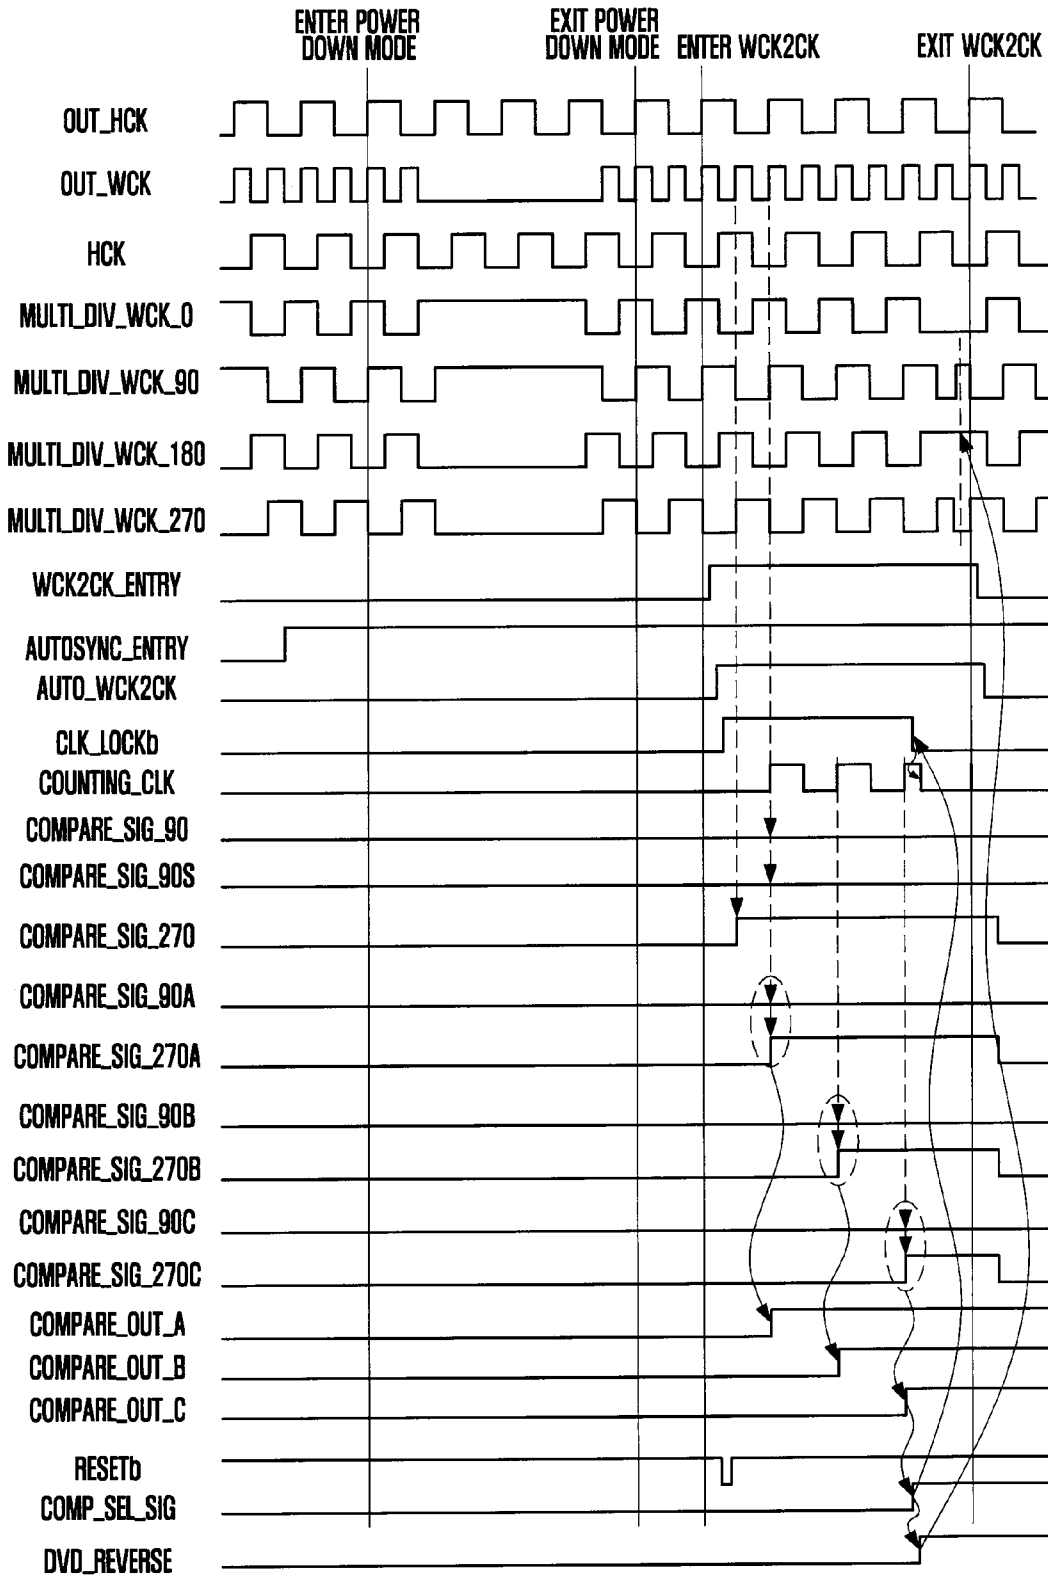 ENTER POWER
DOWN MODE
EXIT POWER
DOWN MODE
ENTER WCK2CK
EXIT WCK2CK
OUT_HCK
OUT_WCK
HCK
MULTI_DIV_WCK_0
MULTI_DIV_WCK_90
MULTI_DIV_WCK_180
MULTI_DIV_WCK_270
WCK2CK_ENTRY
AUTOSYNC_ENTRY
AUTO_WCK2CK
CLK_LOCKb
COUNTING_CLK
COMPARE_SIG_90
COMPARE_SIG_90S
COMPARE_SIG_270
COMPARE_SIG_90A
COMPARE_SIG_270A
COMPARE_SIG_90B
COMPARE_SIG_270B
COMPARE_SIG_90C
COMPARE_SIG_270C
COMPARE_OUT_A
COMPARE_OUT_B
COMPARE_OUT_C
RESETb
COMP_SEL_SIG
DVD_REVERSE